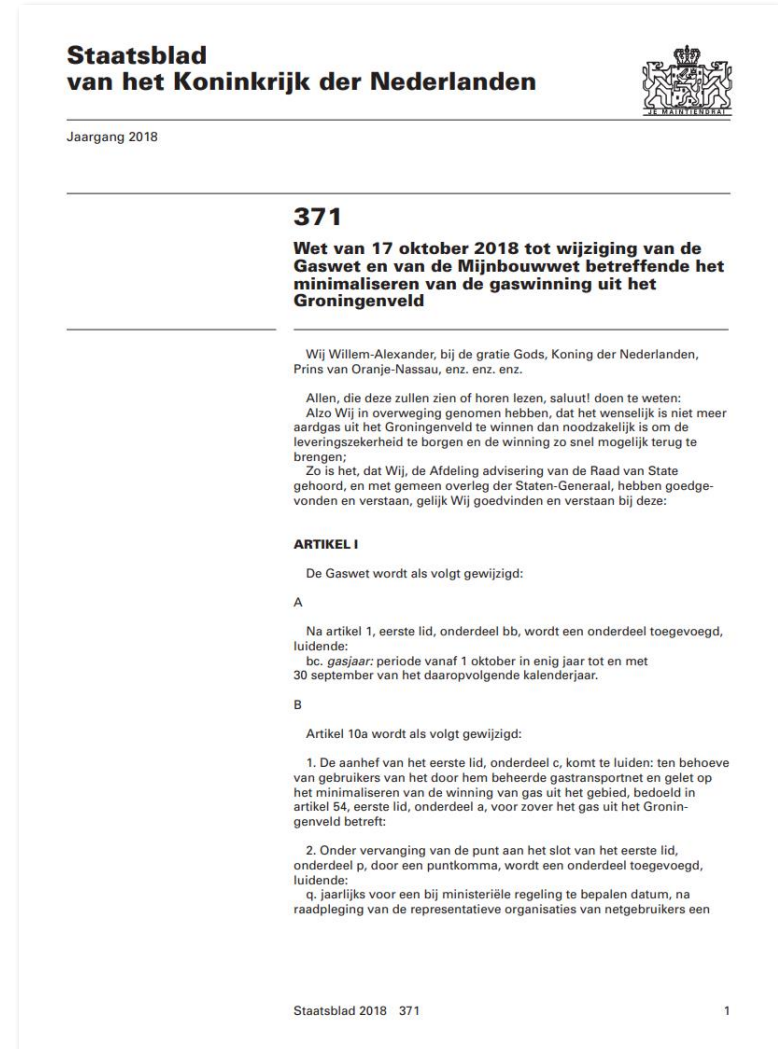 Staatsblad
van het Koninkrijk der Nederlanden
JE MAINTIENDRAI
Jaargang 2018
371
Wet van 17 oktober 2018 tot wijziging van de
Gaswet en van de Mijnbouwwet betreffende het
minimaliseren van de gaswinning uit het
Groningenveld
Wij Willem-Alexander, bij de gratie Gods, Koning der Nederlanden,
Prins van Oranje-Nassau, enz. enz. enz.
Allen, die deze zullen zien of horen lezen, saluut! doen te weten:
Alzo Wij in overweging genomen hebben, dat het wenselijk is niet meer
aardgas uit het Groningenveld te winnen dan noodzakelijk is om de
leveringszekerheid te borgen en de winning zo snel mogelijk terug te
brengen;
Zo is het, dat Wij, de Afdeling advisering van de Raad van State
gehoord, en met gemeen overleg der Staten-Generaal, hebben goedge-
vonden en verstaan, gelijk Wij goedvinden en verstaan bij deze:
ARTIKEL I
De Gaswet wordt als volgt gewijzigd:
A
Na artikel 1, eerste lid, onderdeel bb, wordt een onderdeel toegevoegd,
luidende:
bc. gasjaar: periode vanaf 1 oktober in enig jaar tot en met
30 september van het daaropvolgende kalenderjaar.
B
Artikel 10a wordt als volgt gewijzigd:
1. De aanhef van het eerste lid, onderdeel c, komt te luiden: ten behoeve
van gebruikers van het door hem beheerde gastransportnet en gelet op
het minimaliseren van de winning van gas uit het gebied, bedoeld in
artikel 54, eerste lid, onderdeel a, voor zover het gas uit het Gronin-
genveld betreft:
2. Onder vervanging van de punt aan het slot van het eerste lid,
onderdeel p, door een puntkomma, wordt een onderdeel toegevoegd,
luidende:
q. jaarlijks voor een bij ministeriële regeling te bepalen datum, na
raadpleging van de representatieve organisaties van netgebruikers een
Staatsblad 2018 371 1